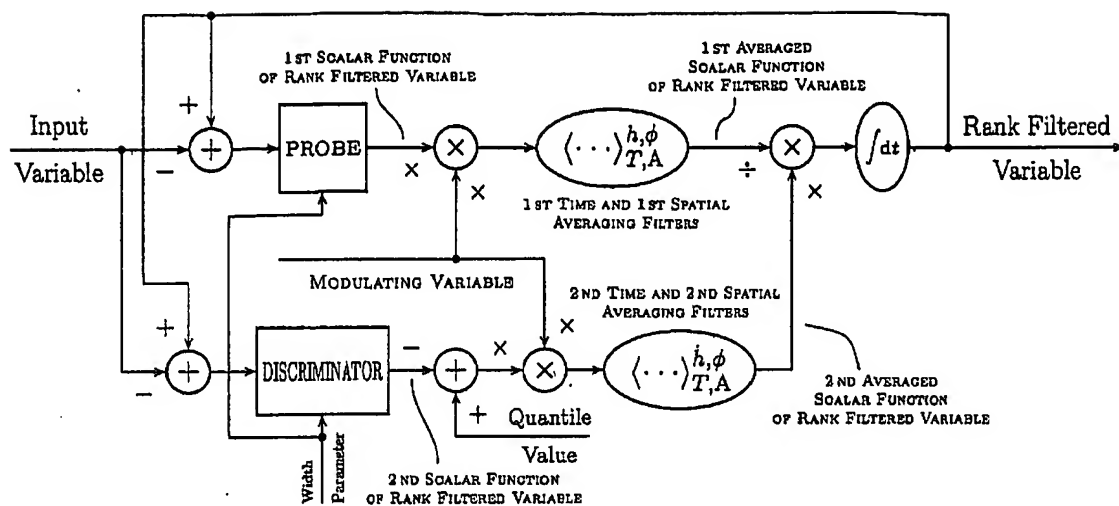 1ST SCALAR FUNCTION
OF RANK FILTERED VARIABLE
1ST AVERAGED
SCALAR FUNCTION
OF RANK FILTERED VARIABLE
Input
Variable
+
−
+
PROBE
×
×
×
⟨···⟩ h,ϕ T,A
÷
×
×
∫dt
Rank Filtered
Variable
1ST TIME AND 1ST SPATIAL
AVERAGING FILTERS
MODULATING VARIABLE
2ND TIME AND 2ND SPATIAL
AVERAGING FILTERS
+
−
+
DISCRIMINATOR
−
+
+
×
×
×
⟨···⟩ h,ϕ T,A
2ND AVERAGED
SCALAR FUNCTION
OF RANK FILTERED VARIABLE
Quantile
Value
Width
Parameter
2ND SCALAR FUNCTION
OF RANK FILTERED VARIABLE